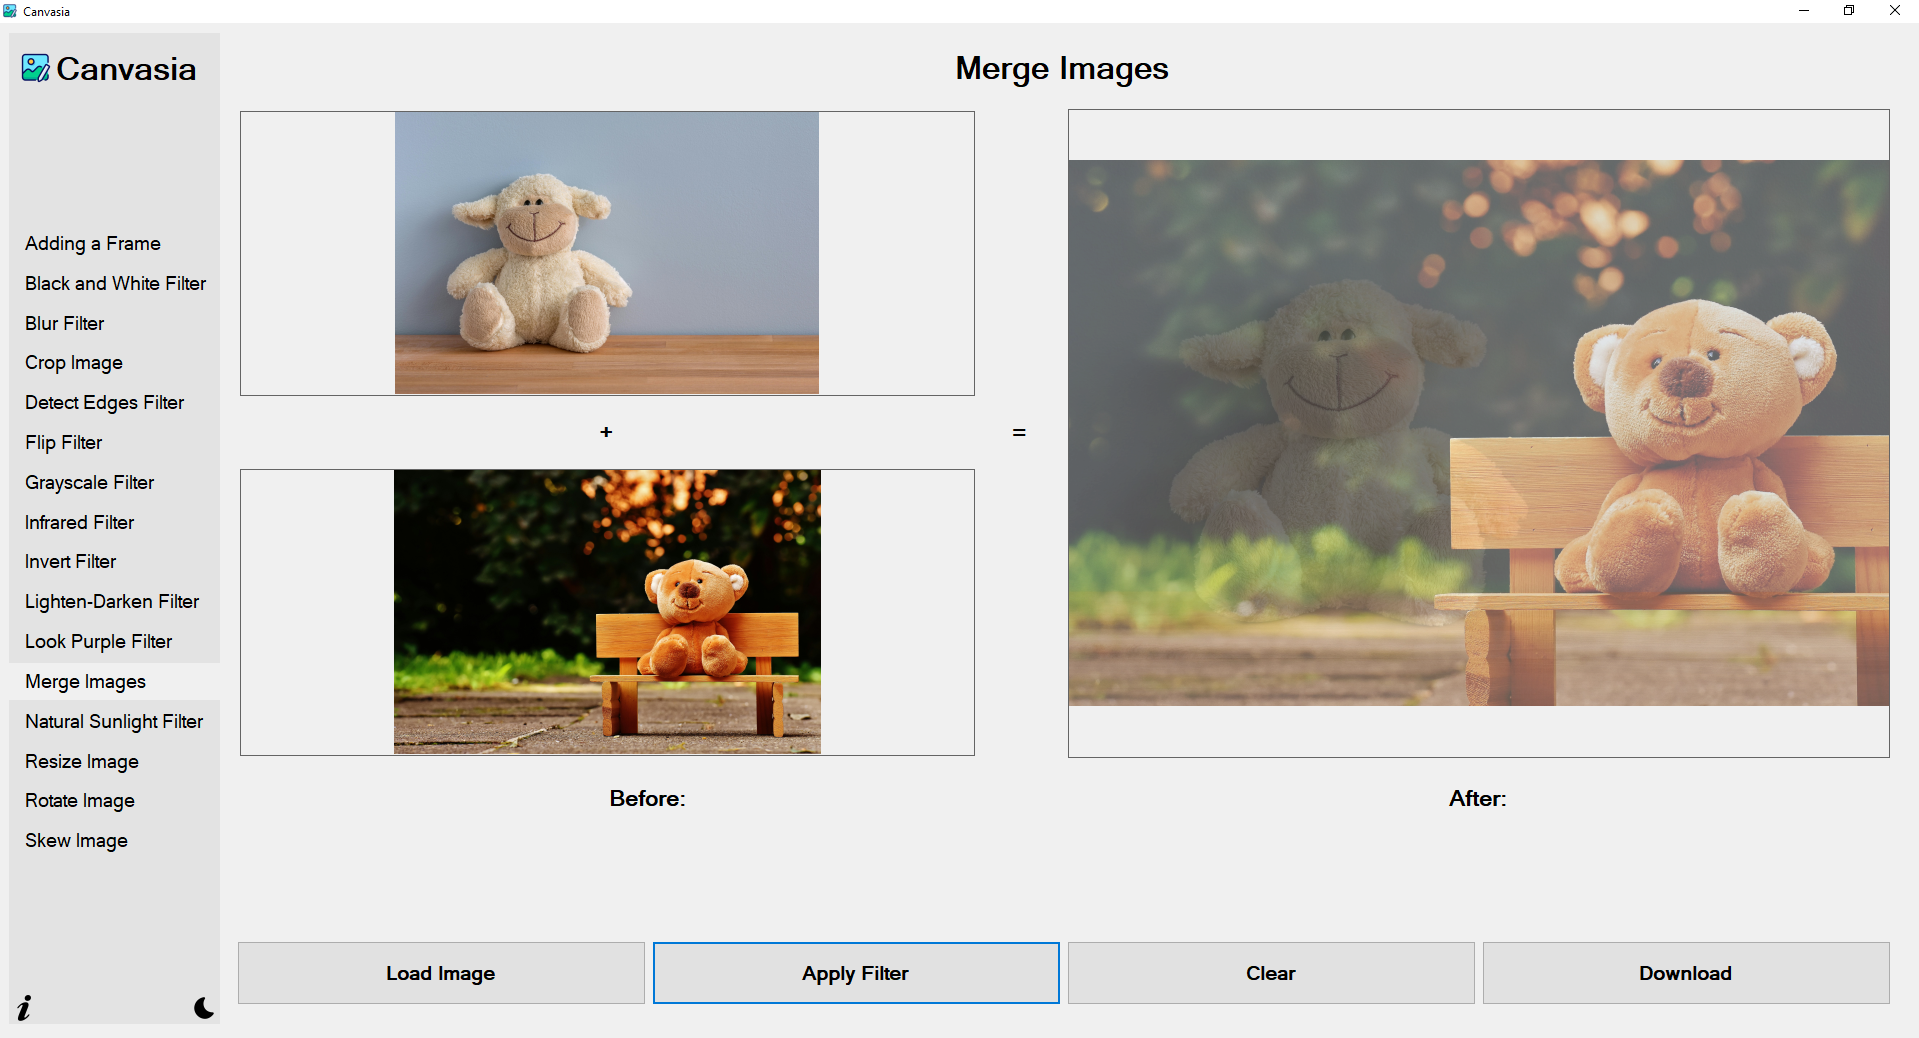 Canvasia
Canvasia
Merge Images
Adding a Frame
Black and White Filter
Blur Filter
Crop Image
Detect Edges Filter
Flip Filter
Grayscale Filter
Infrared Filter
Invert Filter
Lighten-Darken Filter
Look Purple Filter
Merge Images
Natural Sunlight Filter
Resize Image
Rotate Image
Skew Image
+
=
Before:
After:
Load Image
Apply Filter
Clear
Download
i